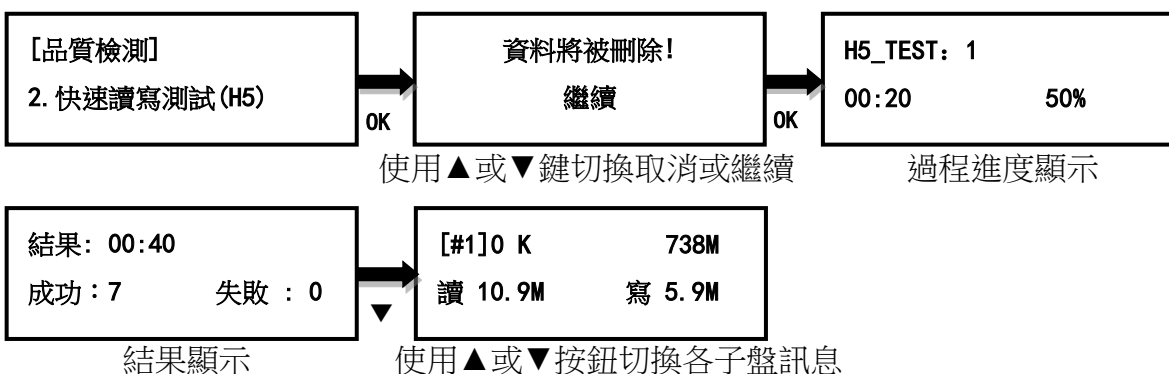 [品質檢測]
2.快速讀寫測試(H5)
OK
資料將被刪除!
繼續
OK
H5_TEST：1
00:20 50%
使用▲或▼鍵切換取消或繼續
過程進度顯示
結果: 00:40
成功：7 失敗 : 0
▼
[#1]0 K 738M
讀 10.9M 寫 5.9M
結果顯示
使用▲或▼按鈕切換各子盤訊息